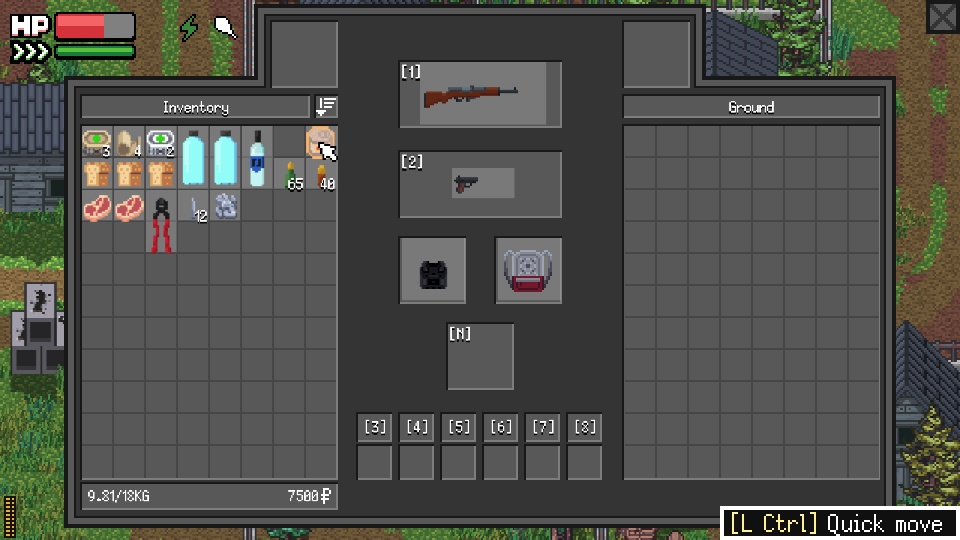 HP
>>>
[1]
Inventory
Ground
3
4
2
[2]
65
40
12
[N]
[3] [4] [5] [6] [7] [8]
9.81/18KG 7500₽
[L Ctrl] Quick move